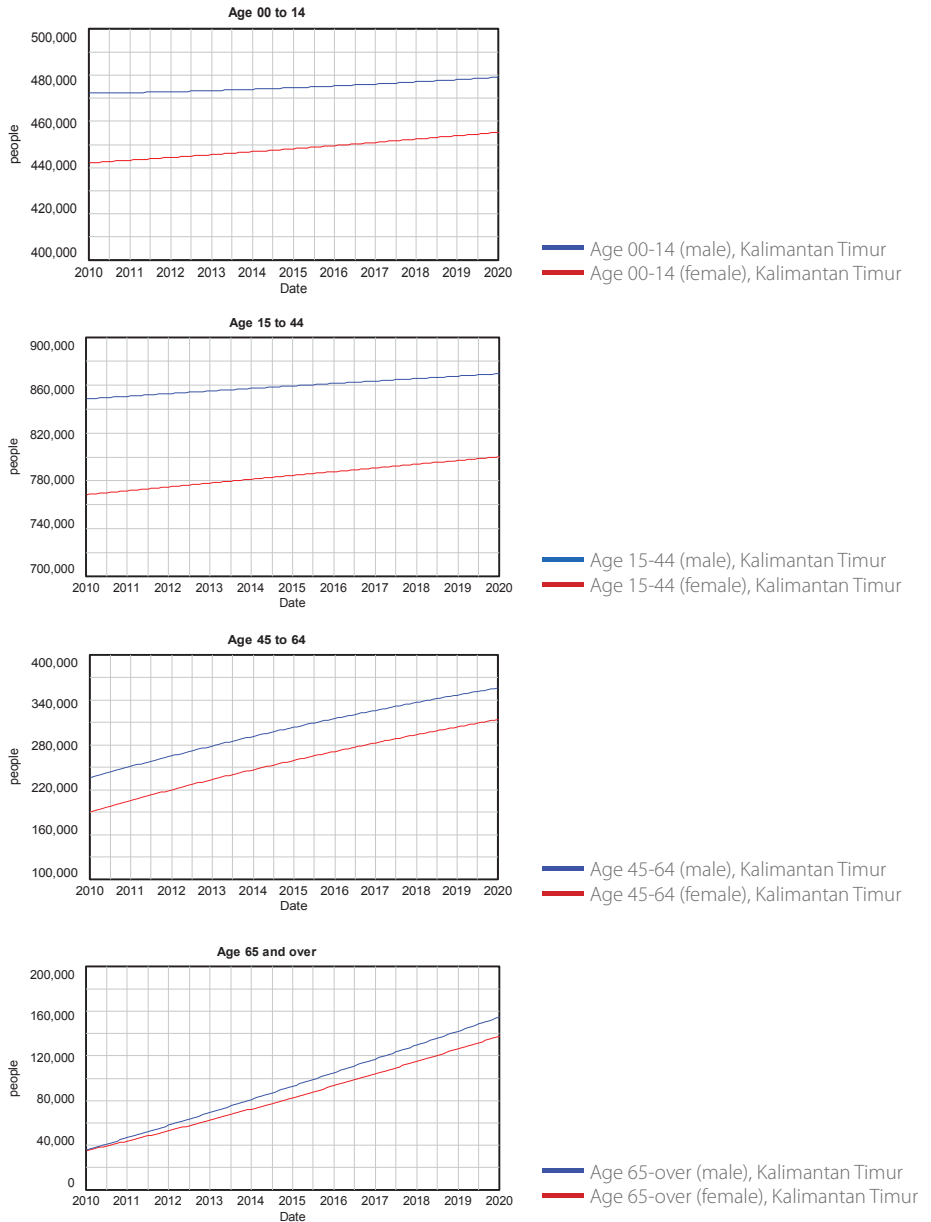 Age 00 to 14
500,000
480,000
460,000
440,000
420,000
400,000
people
2010 2011 2012 2013 2014 2015 2016 2017 2018 2019 2020
Date
Age 00-14 (male), Kalimantan Timur
Age 00-14 (female), Kalimantan Timur
Age 15 to 44
900,000
860,000
820,000
780,000
740,000
700,000
people
2010 2011 2012 2013 2014 2015 2016 2017 2018 2019 2020
Date
Age 15-44 (male), Kalimantan Timur
Age 15-44 (female), Kalimantan Timur
Age 45 to 64
400,000
340,000
280,000
220,000
160,000
100,000
people
2010 2011 2012 2013 2014 2015 2016 2017 2018 2019 2020
Date
Age 45-64 (male), Kalimantan Timur
Age 45-64 (female), Kalimantan Timur
Age 65 and over
200,000
160,000
120,000
80,000
40,000
0
people
2010 2011 2012 2013 2014 2015 2016 2017 2018 2019 2020
Date
Age 65-over (male), Kalimantan Timur
Age 65-over (female), Kalimantan Timur